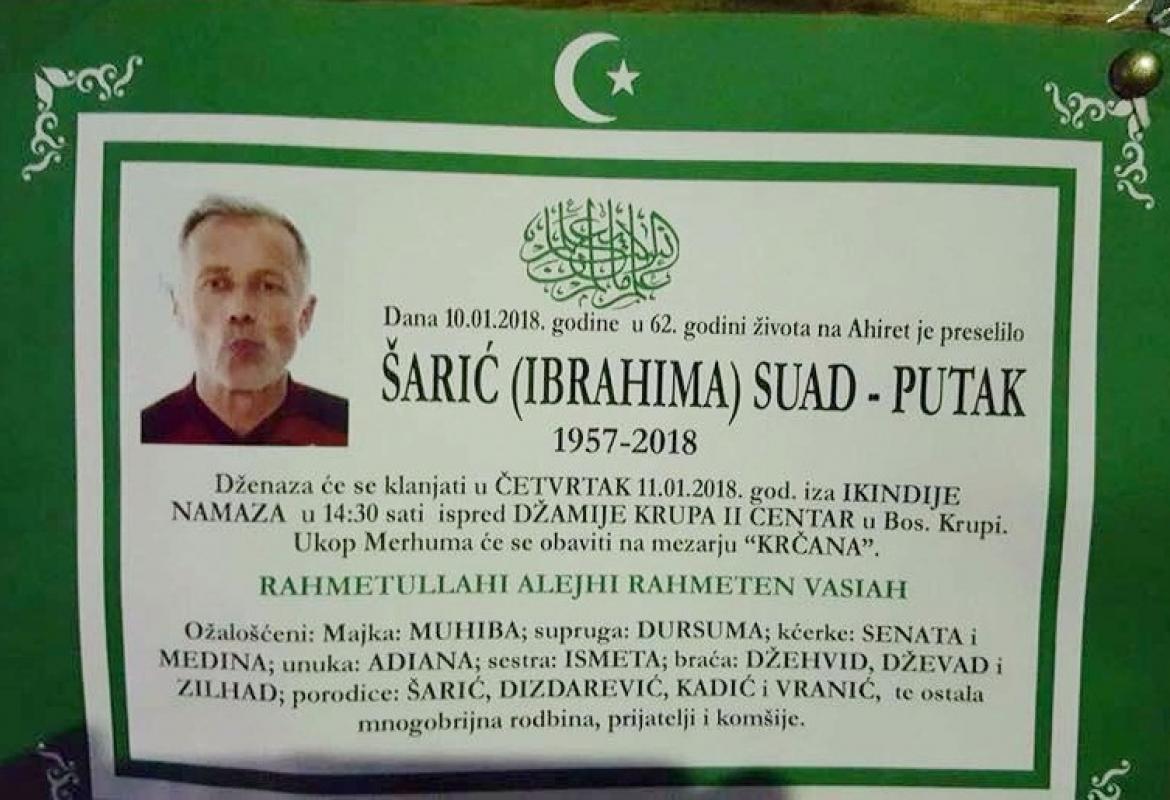 Dana 10.01.2018. godine u 62. godini života na Ahiret je preselilo
ŠARIĆ (IBRAHIMA) SUAD - PUTAK
1957-2018
Dženaza će se klanjati u ČETVRTAK 11.01.2018. god. iza IKINDIJE
NAMAZA u 14:30 sati ispred DŽAMIJE KRUPA II CENTAR u Bos. Krupi.
Ukop Merhuma će se obaviti na mezarju “KRČANA”.
RAHMETULLAHI ALEJHI RAHMETEN VASIAH
Ožalošćeni: Majka: MUHIBA; supruga: DURSUMA; kćerke: SENATA i
MEDINA; unuka: ADIANA; sestra: ISMETA; braća: DŽEHVID, DŽEVAD i
ZILHAD; porodice: ŠARIĆ, DIZDAREVIĆ, KADIĆ i VRANIĆ, te ostala
mnogobrijna rodbina, prijatelji i komšije.